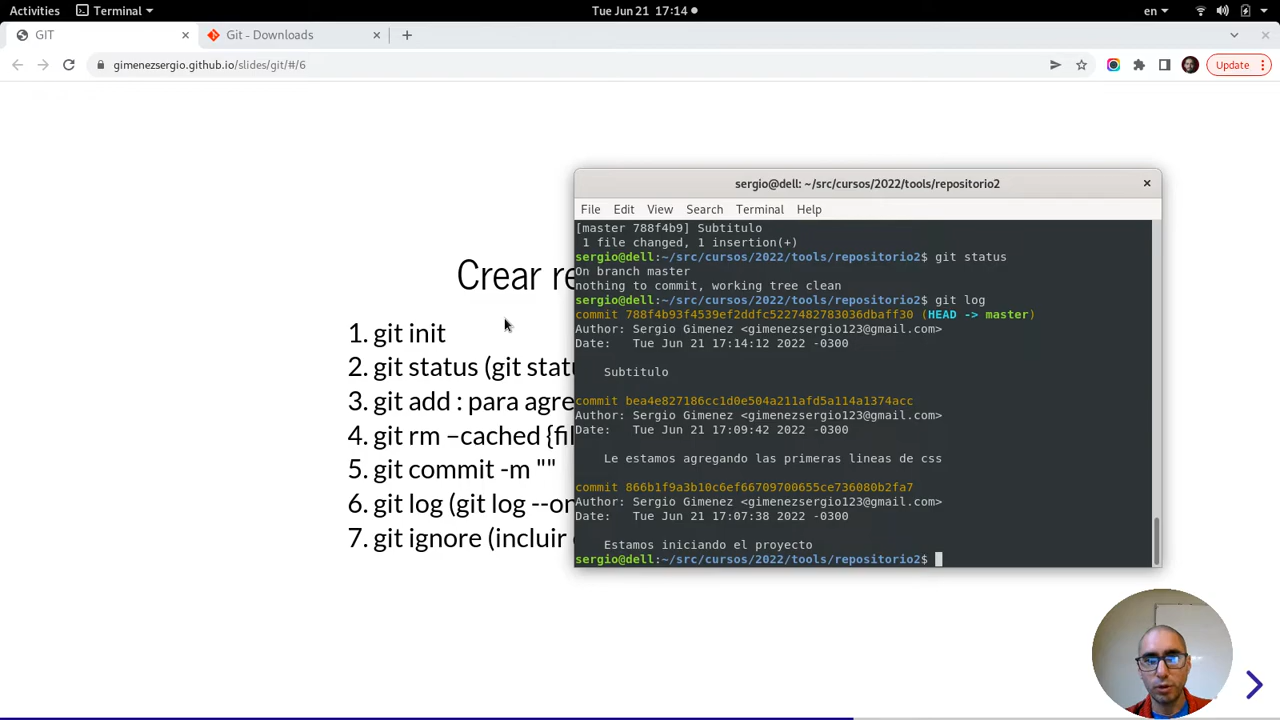 Activities Terminal Tue Jun 21 17:14 en
GIT Git - Downloads
gimenezsergio.github.io/slides/git/#/6 Update
Crear re
1. git init
2. git status (git statu
3. git add : para agre
4. git rm –cached {fil
5. git commit -m ""
6. git log (git log --on
7. git ignore (incluir
sergio@dell: ~/src/cursos/2022/tools/repositorio2
File Edit View Search Terminal Help
[master 788f4b9] Subtitulo
1 file changed, 1 insertion(+)
sergio@dell:~/src/cursos/2022/tools/repositorio2$ git status
On branch master
nothing to commit, working tree clean
sergio@dell:~/src/cursos/2022/tools/repositorio2$ git log
commit 788f4b93f4539ef2ddfc5227482783036dbaff30 (HEAD -> master)
Author: Sergio Gimenez <gimenezsergio123@gmail.com>
Date: Tue Jun 21 17:14:12 2022 -0300
Subtitulo
commit bea4e827186cc1d0e504a211afd5a114a1374acc
Author: Sergio Gimenez <gimenezsergio123@gmail.com>
Date: Tue Jun 21 17:09:42 2022 -0300
Le estamos agregando las primeras lineas de css
commit 866b1f9a3b10c6ef66709700655ce736080b2fa7
Author: Sergio Gimenez <gimenezsergio123@gmail.com>
Date: Tue Jun 21 17:07:38 2022 -0300
Estamos iniciando el proyecto
sergio@dell:~/src/cursos/2022/tools/repositorio2$